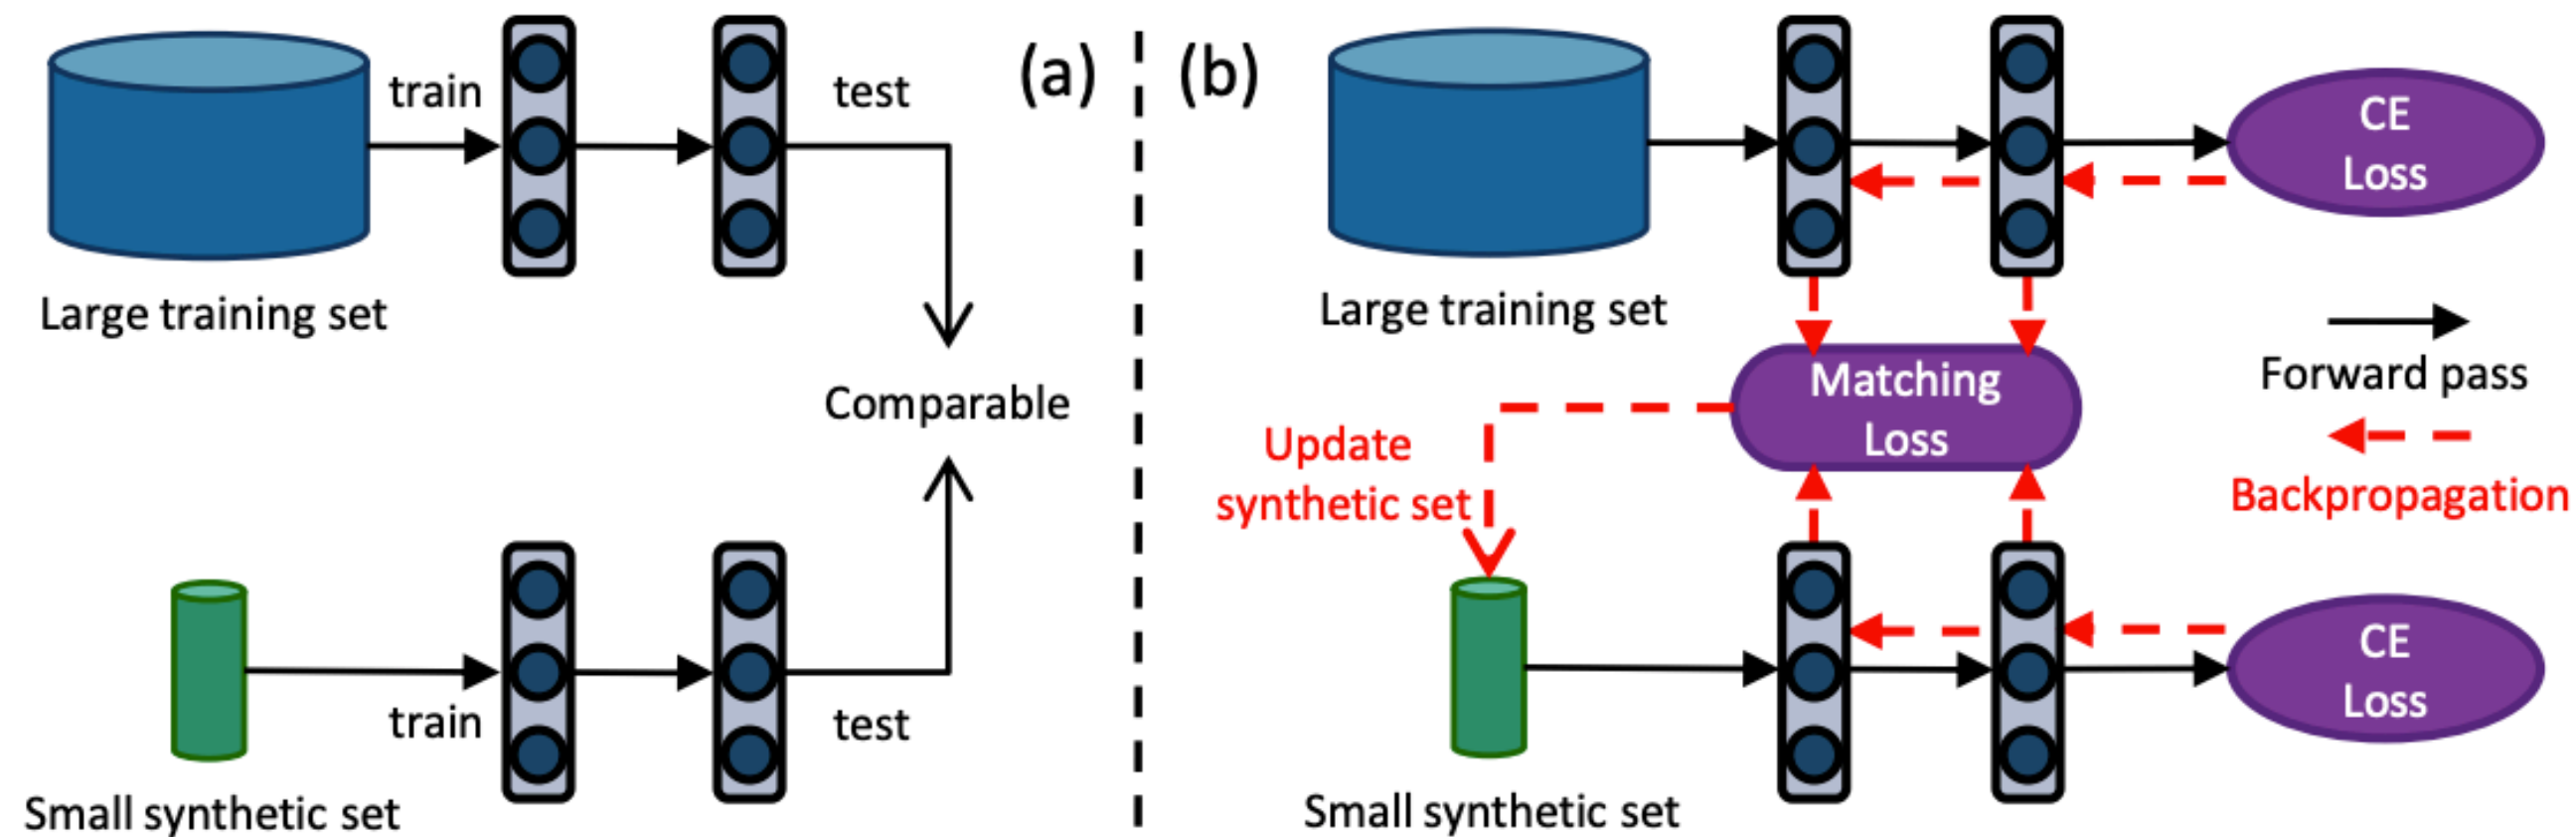 (a)
train
test
Large training set
Comparable
train
test
Small synthetic set
(b)
CE
Loss
Large training set
Forward pass
Matching
Loss
Update
synthetic set
Backpropagation
CE
Loss
Small synthetic set